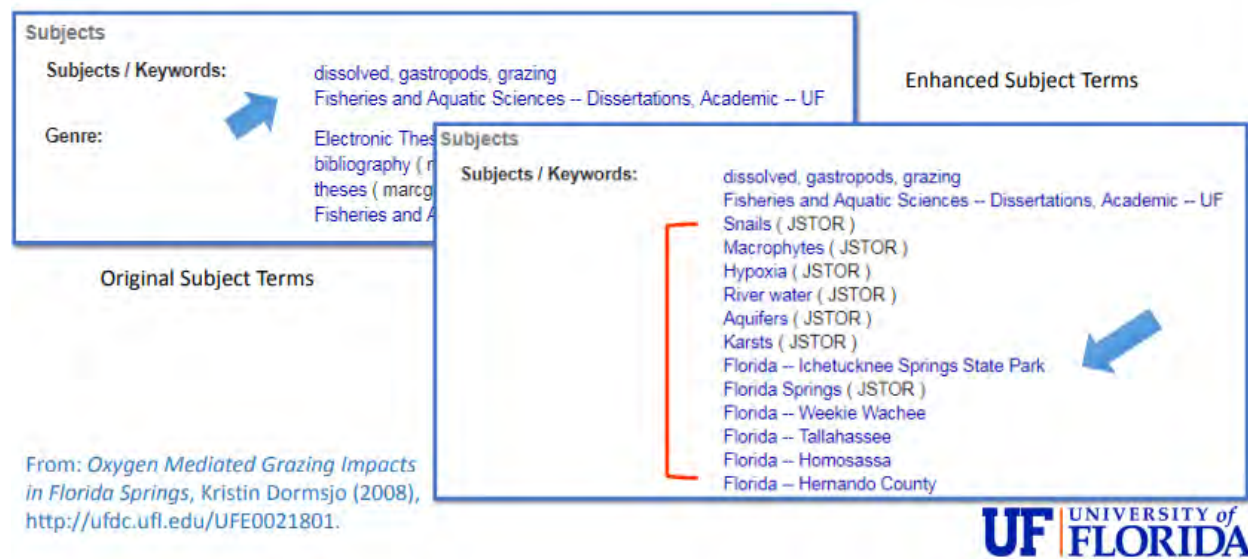 Subjects
Subjects / Keywords:
dissolved, gastropods, grazing
Fisheries and Aquatic Sciences -- Dissertations, Academic -- UF
Genre:
Electronic Thes
bibliography (
theses ( marcg
Fisheries and
Original Subject Terms
Enhanced Subject Terms
Subjects
Subjects / Keywords:
dissolved, gastropods, grazing
Fisheries and Aquatic Sciences -- Dissertations, Academic -- UF
Snails ( JSTOR )
Macrophytes ( JSTOR )
Hypoxia ( JSTOR )
River water ( JSTOR )
Aquifers ( JSTOR )
Karsts ( JSTOR )
Florida -- Ichetucknee Springs State Park
Florida Springs ( JSTOR )
Florida -- Weekie Wachee
Florida -- Tallahassee
Florida -- Homosassa
Florida -- Hernando County
From: Oxygen Mediated Grazing Impacts
in Florida Springs, Kristin Dormsjo (2008),
http://ufdc.ufl.edu/UFE0021801.
UF UNIVERSITY of
FLORIDA